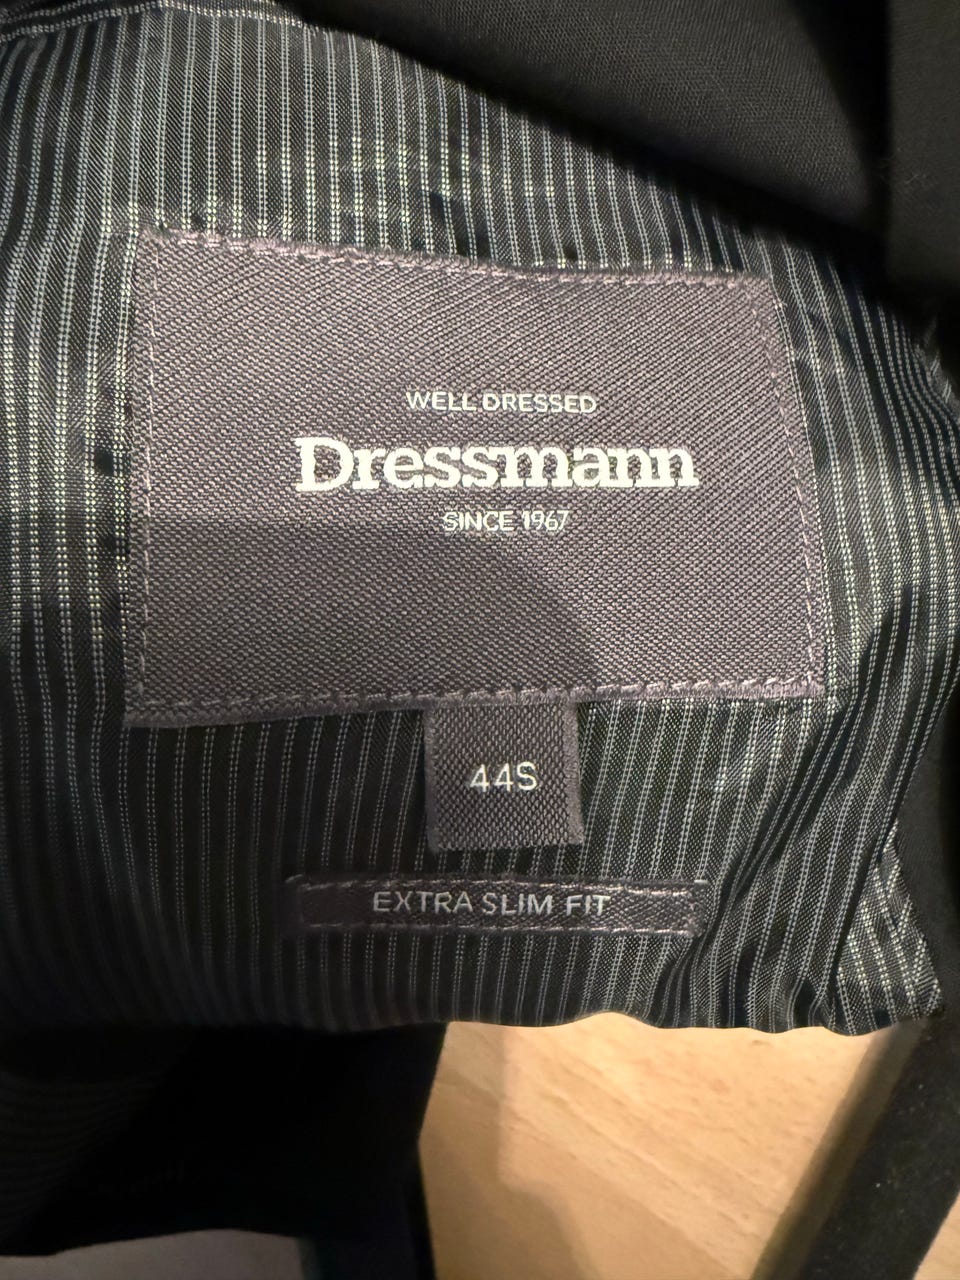 WELL DRESSED
Dressmann
SINCE 1967
44S
EXTRA SLIM FIT